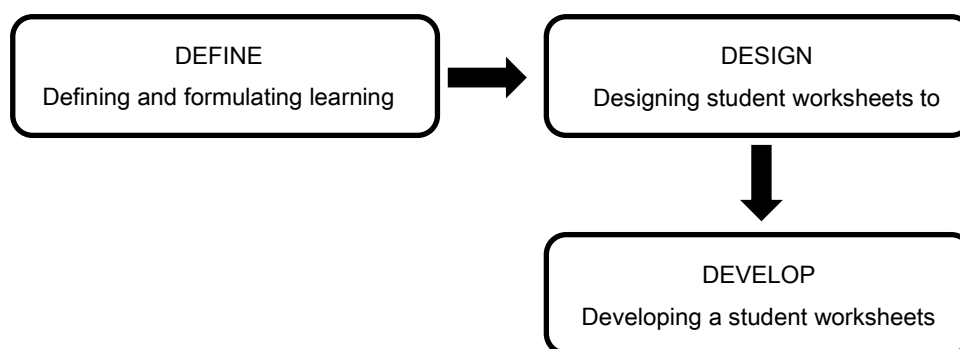 DEFINE
Defining and formulating learning
DESIGN
Designing student worksheets to
DEVELOP
Developing a student worksheets